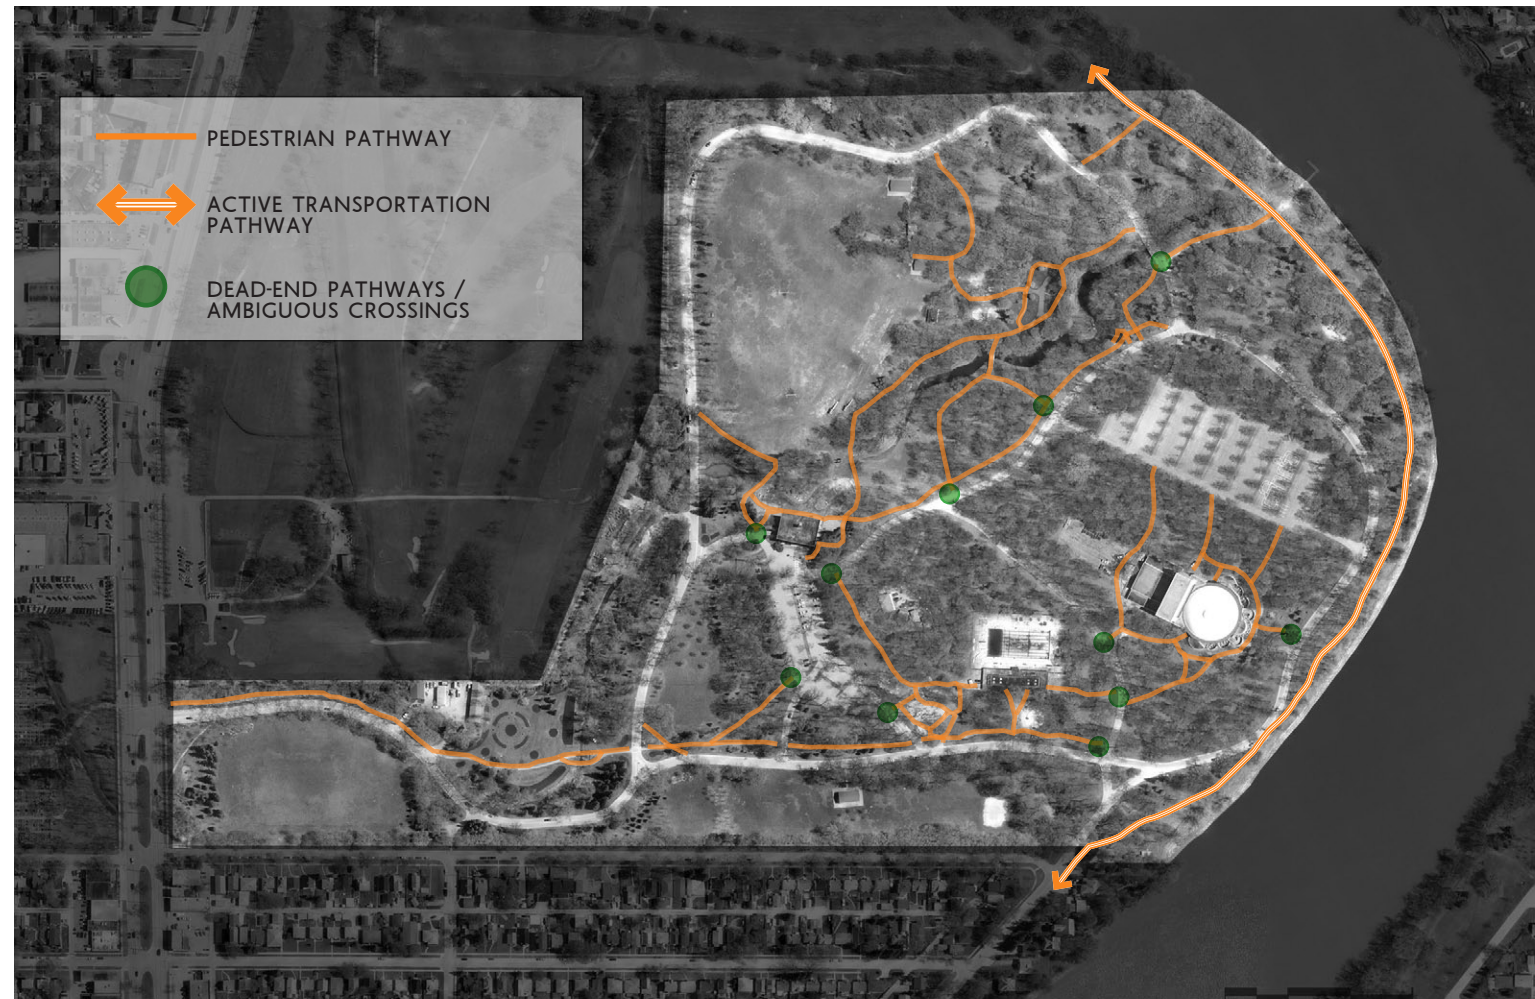 PEDESTRIAN PATHWAY
ACTIVE TRANSPORTATION
PATHWAY
DEAD-END PATHWAYS /
AMBIGUOUS CROSSINGS